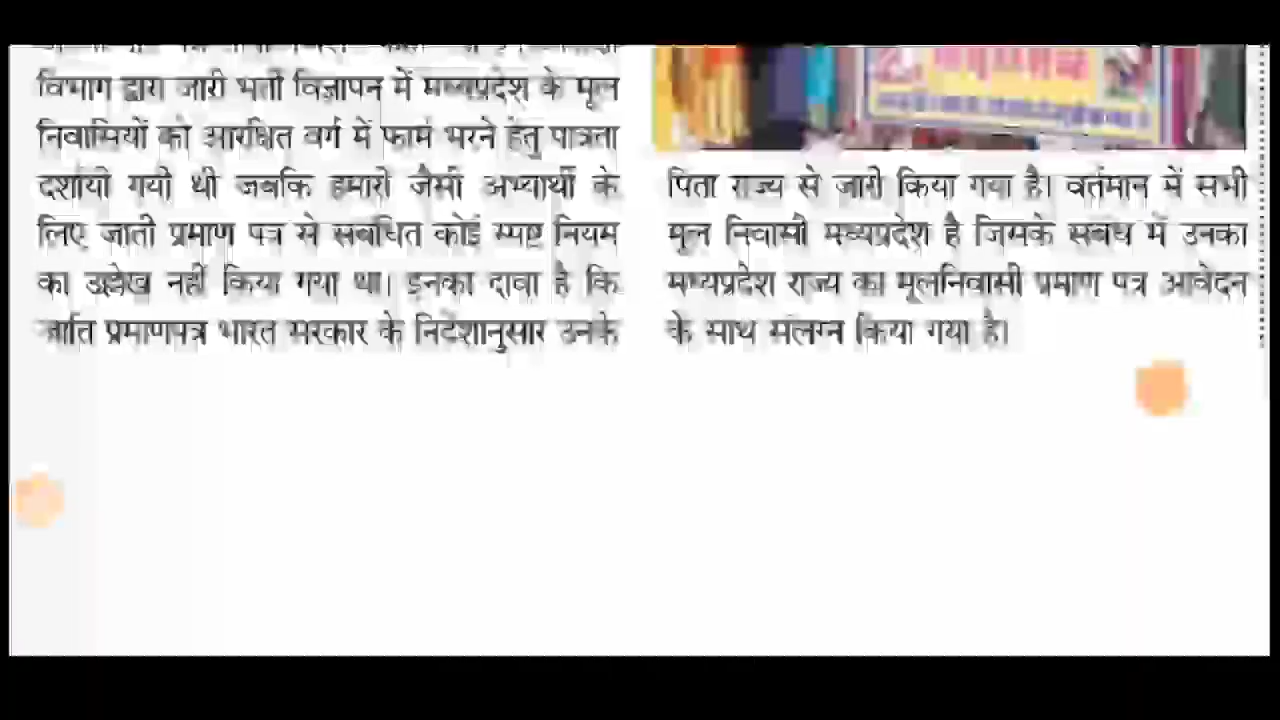 विभाग द्वारा जारी भर्ती विज्ञापन में मध्यप्रदेश के मूल
निवासियों को आरक्षित वर्ग में फार्म भरने हेतु पात्रता
दर्शायी गयी थी जबकि हमारी जैसी अभ्यार्थी के
लिए जाती प्रमाण पत्र से संबंधित कोई स्पष्ट नियम
का उल्लेख नहीं किया गया था। इनका दावा है कि
जाति प्रमाणपत्र भारत सरकार के निर्देशानुसार उनके
पिता राज्य से जारी किया गया है। वर्तमान में सभी
मूल निवासी मध्यप्रदेश है जिसके संबंध में उनका
मध्यप्रदेश राज्य का मूलनिवासी प्रमाण पत्र आवेदन
के साथ संलग्न किया गया है।